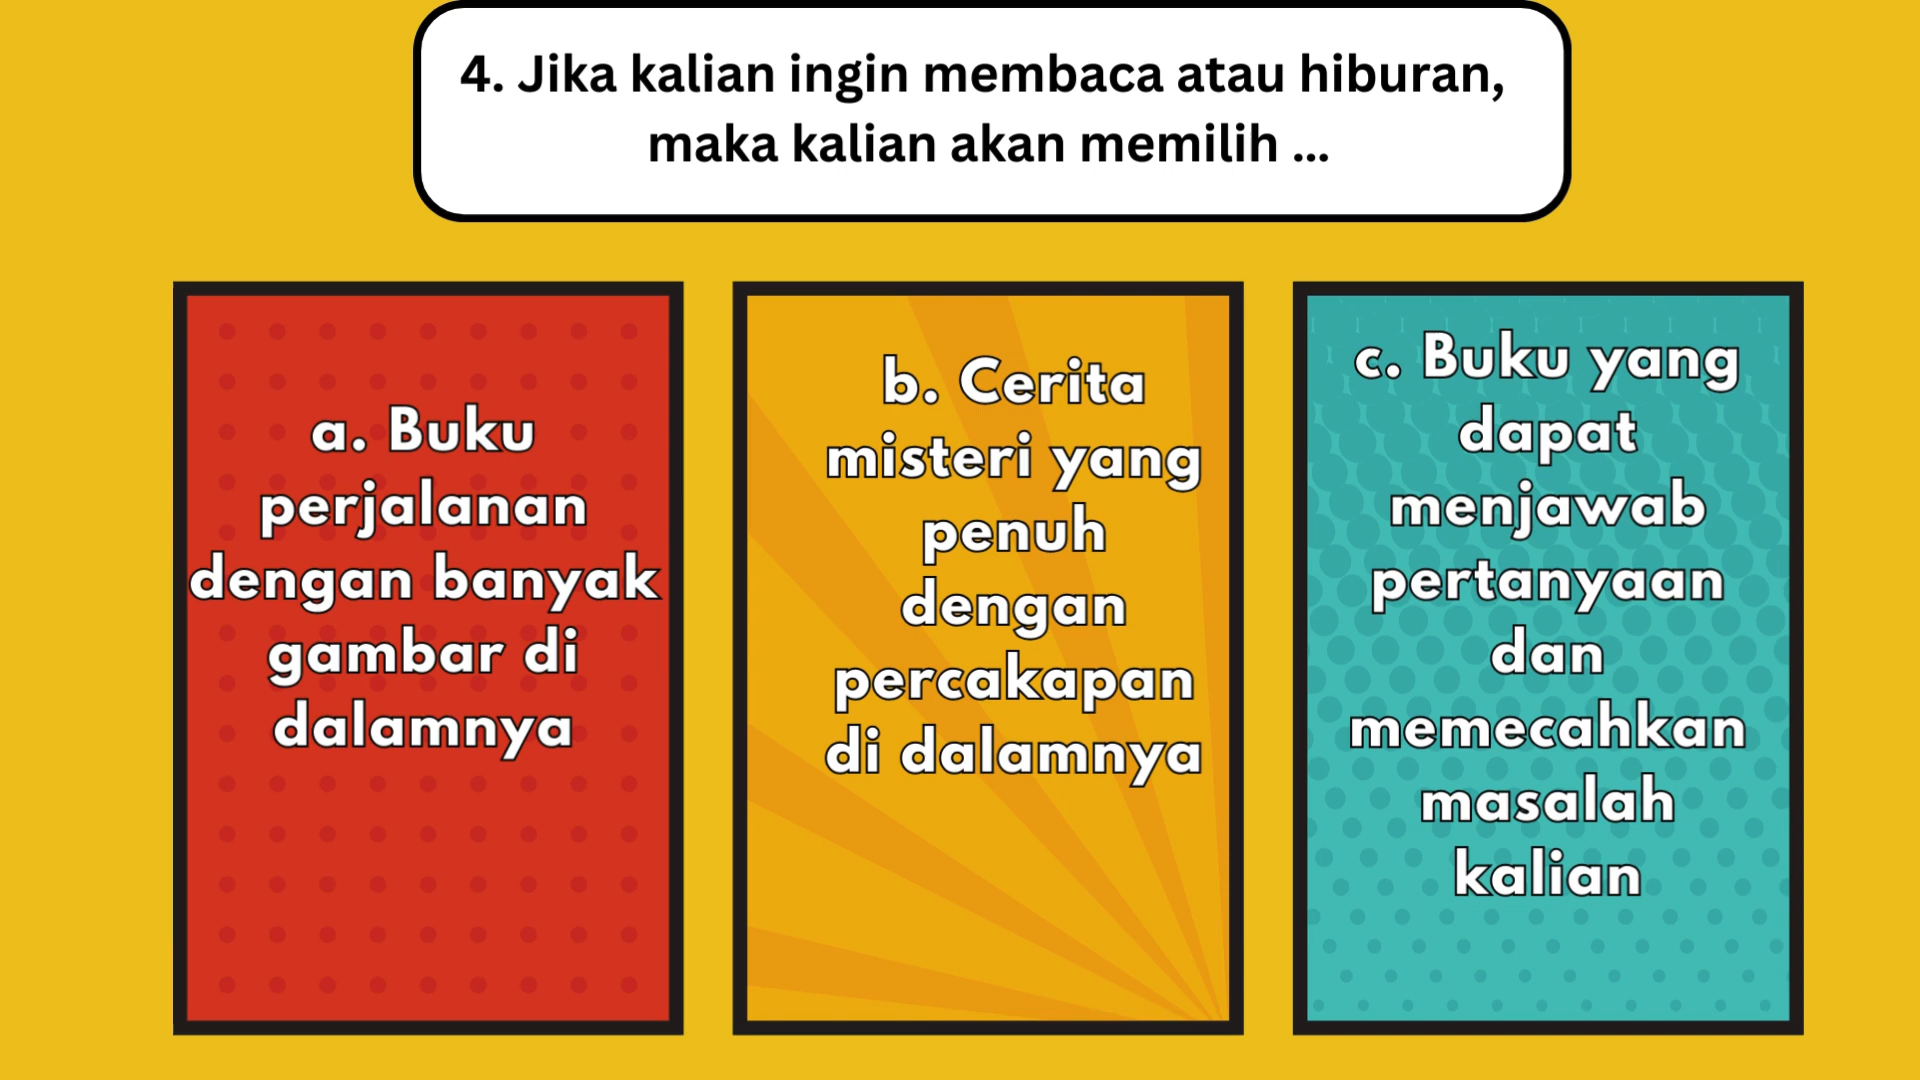 4. Jika kalian ingin membaca atau hiburan,
maka kalian akan memilih ...
a. Buku
perjalanan
dengan banyak
gambar di
dalamnya
b. Cerita
misteri yang
penuh
dengan
percakapan
di dalamnya
c. Buku yang
dapat
menjawab
pertanyaan
dan
memecahkan
masalah
kalian